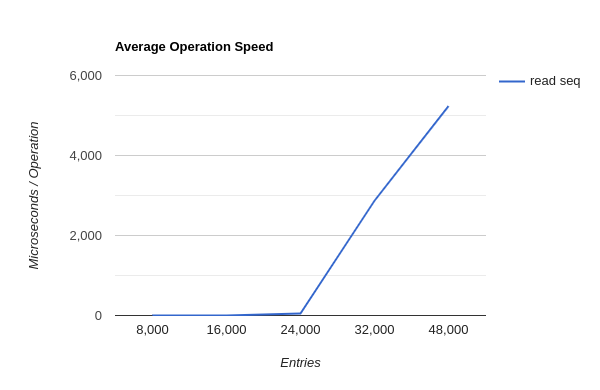 Average Operation Speed
6,000
read seq
4,000
2,000
0
Microseconds / Operation
8,000 16,000 24,000 32,000 48,000
Entries